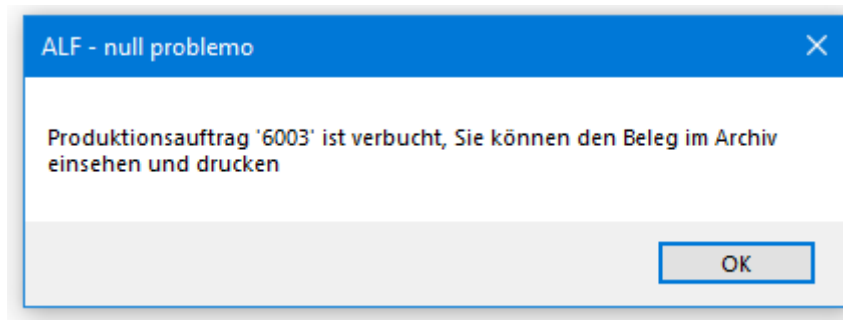 ALF - null problemo
Produktionsauftrag '6003' ist verbucht, Sie können den Beleg im Archiv
einsehen und drucken
OK